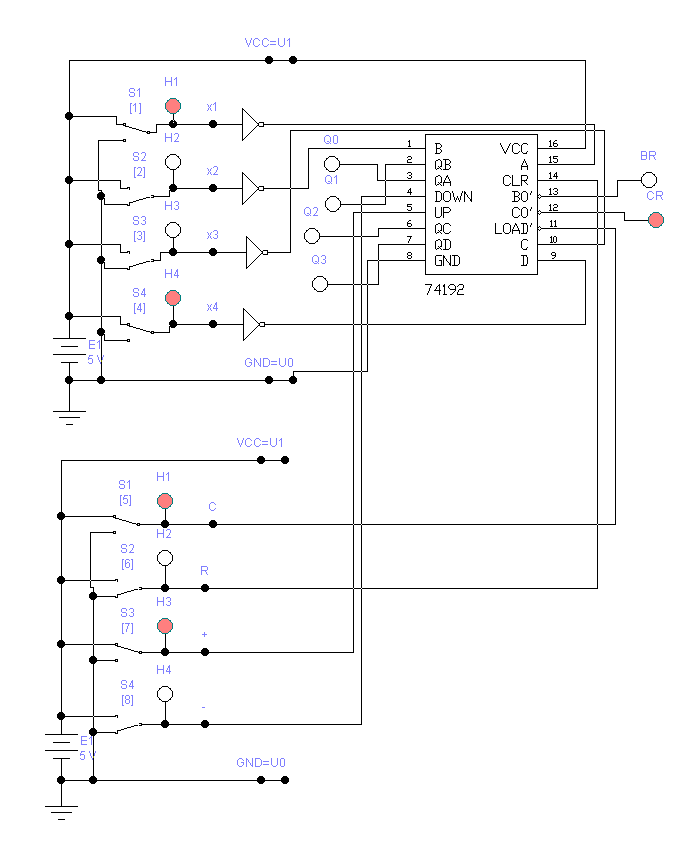 VCC=U1
S1
[1]
H1
x1
H2
S2
[2]
x2
H3
S3
[3]
x3
H4
S4
[4]
x4
E1
5 V
GND=U0
Q0
Q1
Q2
Q3
1 B VCC 16
2 QB A 15
3 QA CLR 14
4 DOWN BO' 13
5 UP CO' 12
6 QC LOAD' 11
7 QD C 10
8 GND D 9
74192
BR
CR
VCC=U1
S1
[5]
H1
C
H2
S2
[6]
R
H3
S3
[7]
+
H4
S4
[8]
-
E1
5 V
GND=U0